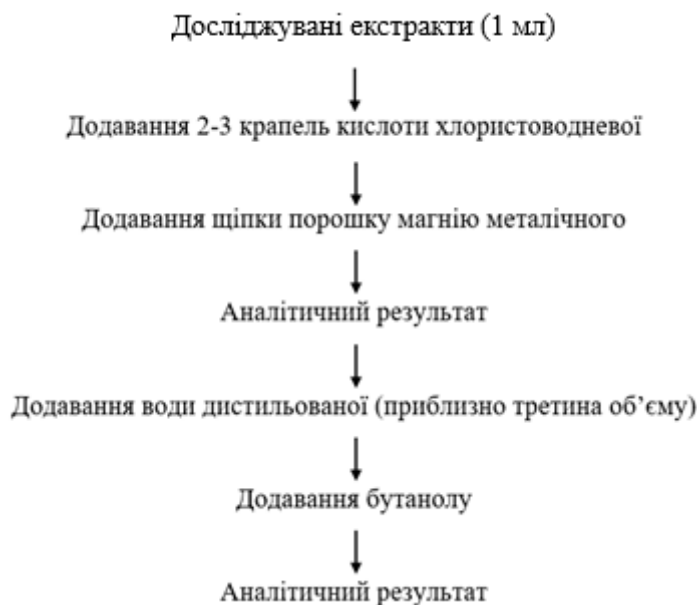 Досліджувані екстракти (1 мл)
Додавання 2-3 крапель кислоти хлористоводневої
Додавання щіпки порошку магнію металічного
Аналітичний результат
Додавання води дистильованої (приблизно третина об’єму)
Додавання бутанолу
Аналітичний результат